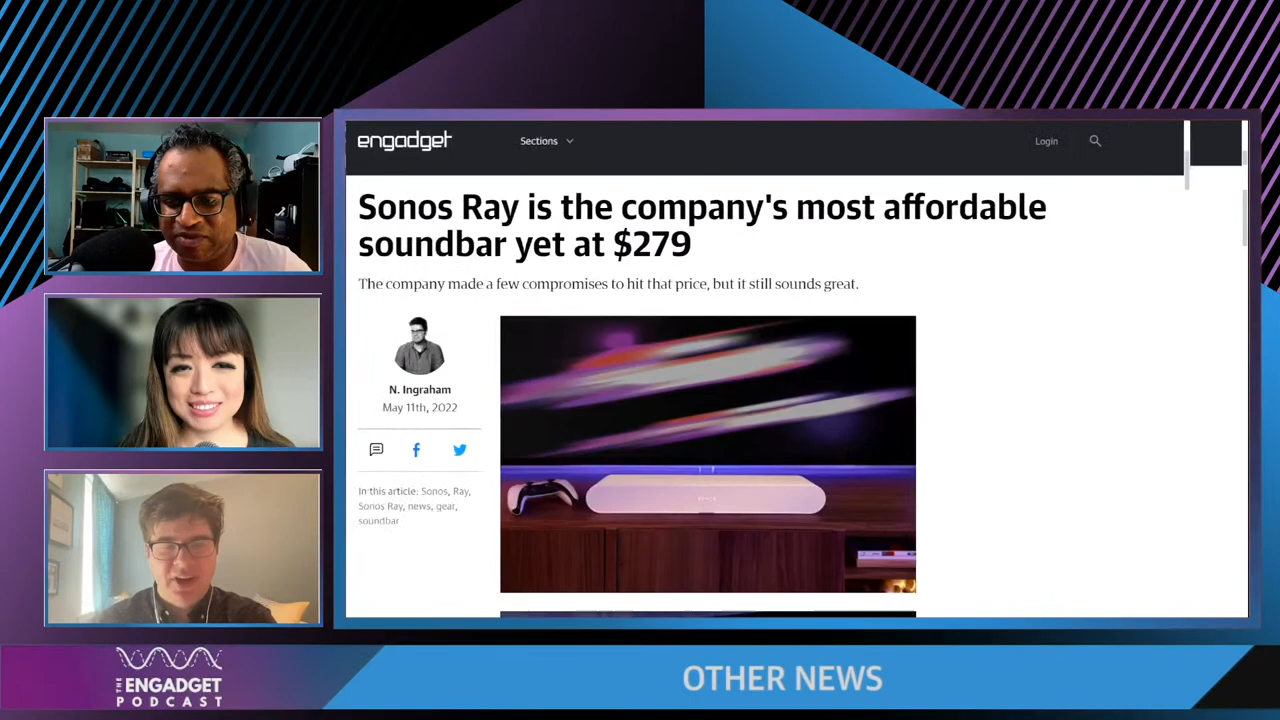 engadget
Sections
Login
Sonos Ray is the company's most affordable
soundbar yet at $279
The company made a few compromises to hit that price, but it still sounds great.
N. Ingraham
May 11th, 2022
In this article: Sonos, Ray,
Sonos Ray, news, gear,
soundbar
THE ENGADGET
PODCAST
OTHER NEWS